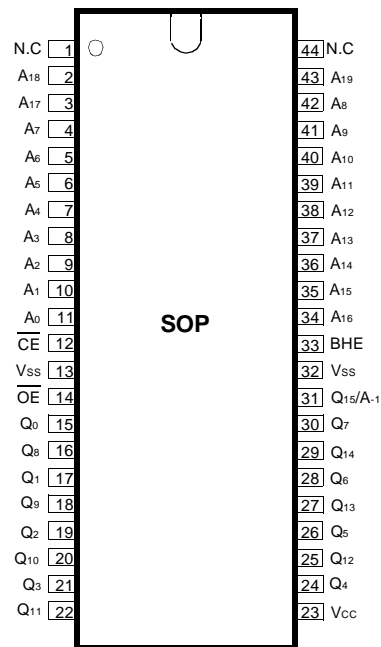 N.C 1 44 N.C
A18 2 43 A19
A17 3 42 A8
A7 4 41 A9
A6 5 40 A10
A5 6 39 A11
A4 7 38 A12
A3 8 37 A13
A2 9 36 A14
A1 10 35 A15
A0 11 34 A16
SOP
C̅E̅ 12 33 BHE
VSS 13 32 VSS
O̅E̅ 14 31 Q15/A-1
Q0 15 30 Q7
Q8 16 29 Q14
Q1 17 28 Q6
Q9 18 27 Q13
Q2 19 26 Q5
Q10 20 25 Q12
Q3 21 24 Q4
Q11 22 23 VCC